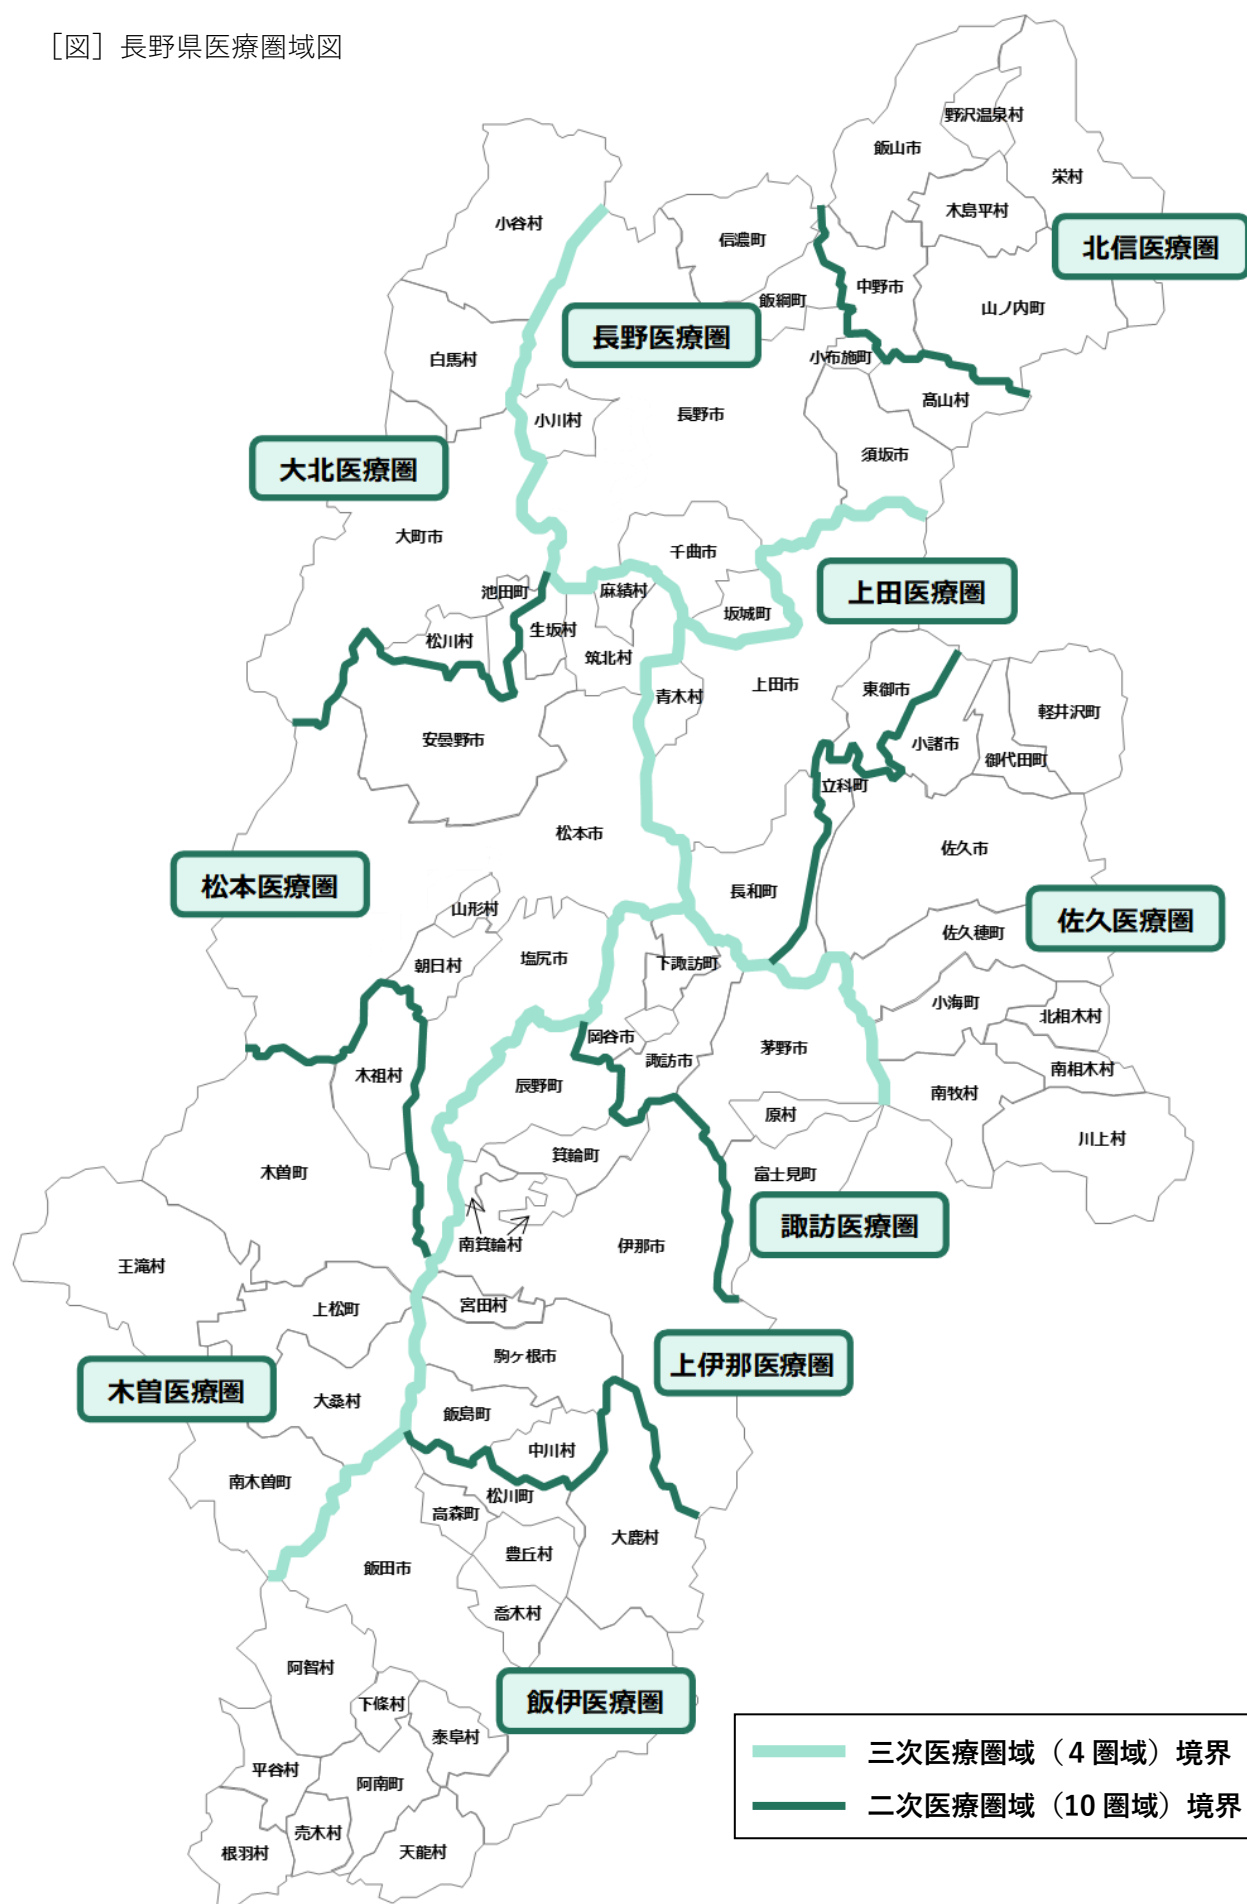 ［図］長野県医療圏域図
野沢温泉村
飯山市
栄村
木島平村
小谷村
信濃町
北信医療圏
中野市
飯綱町
山ノ内町
長野医療圏
白馬村
小布施町
髙山村
小川村
長野市
須坂市
大北医療圏
大町市
千曲市
池田町
麻績村
上田医療圏
坂城町
生坂村
松川村
筑北村
上田市
東御市
青木村
軽井沢町
安曇野市
小諸市
御代田町
立科町
松本市
佐久市
松本医療圏
長和町
山形村
佐久医療圏
佐久穂町
塩尻市
朝日村
下諏訪町
小海町
北相木村
岡谷市
茅野市
諏訪市
南相木村
木祖村
辰野町
南牧村
原村
川上村
箕輪町
木曽町
富士見町
諏訪医療圏
南箕輪村
伊那市
王滝村
宮田村
上松町
駒ヶ根市
上伊那医療圏
木曽医療圏
大桑村
飯島町
中川村
南木曽町
松川町
高森町
大鹿村
豊丘村
飯田市
喬木村
阿智村
下條村
飯伊医療圏
泰阜村
平谷村
阿南町
売木村
天龍村
根羽村
三次医療圏域（4圏域）境界
二次医療圏域（10圏域）境界